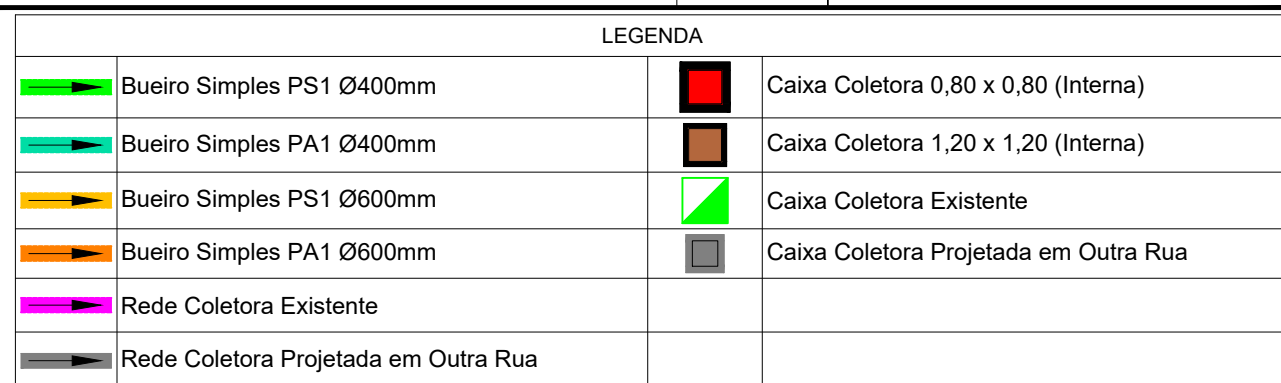 LEGENDA
Bueiro Simples PS1 Ø400mm
Caixa Coletora 0,80 x 0,80 (Interna)
Bueiro Simples PA1 Ø400mm
Caixa Coletora 1,20 x 1,20 (Interna)
Bueiro Simples PS1 Ø600mm
Caixa Coletora Existente
Bueiro Simples PA1 Ø600mm
Caixa Coletora Projetada em Outra Rua
Rede Coletora Existente
Rede Coletora Projetada em Outra Rua